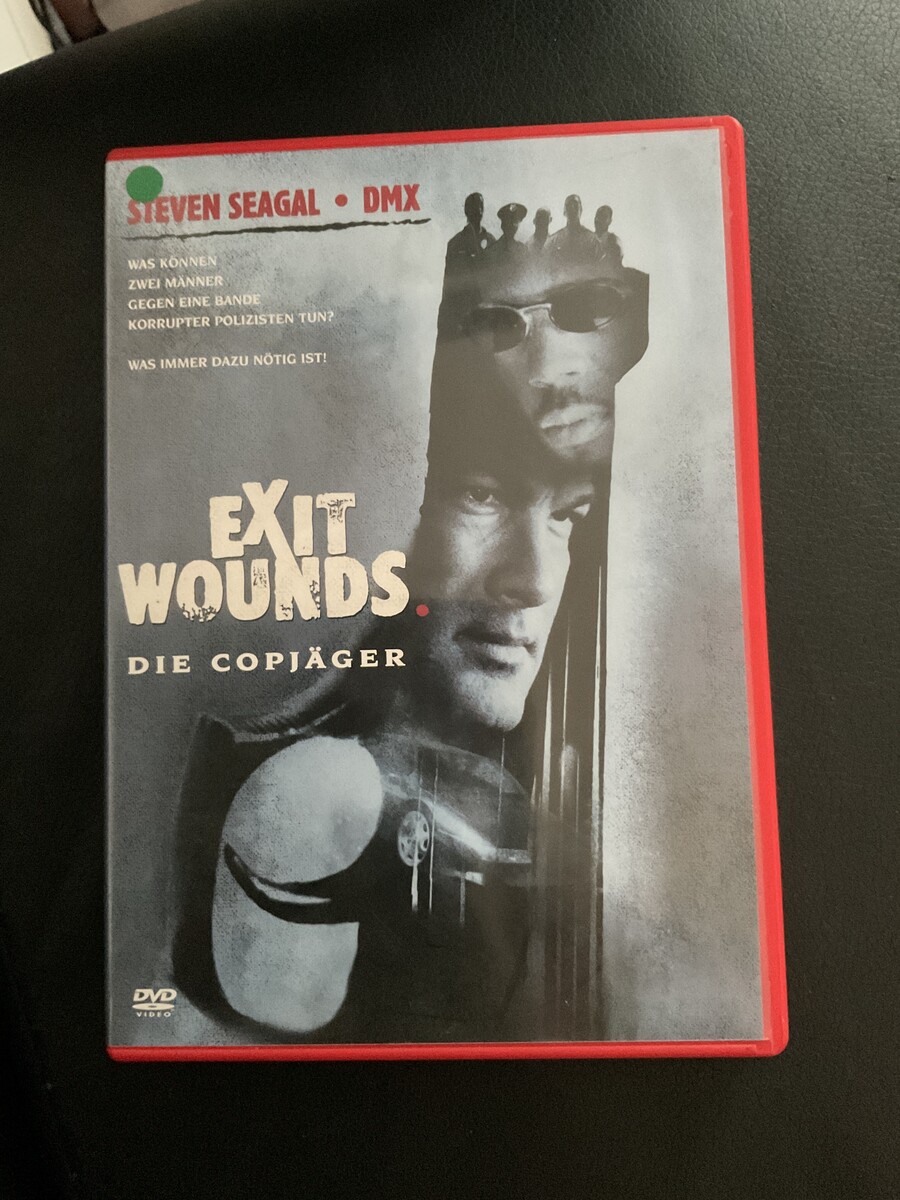 STEVEN SEAGAL • DMX
WAS KÖNNEN
ZWEI MÄNNER
GEGEN EINE BANDE
KORRUPTER POLIZISTEN TUN?
WAS IMMER DAZU NÖTIG IST!
EXIT
WOUNDS.
DIE COPJÄGER
DVD
VIDEO